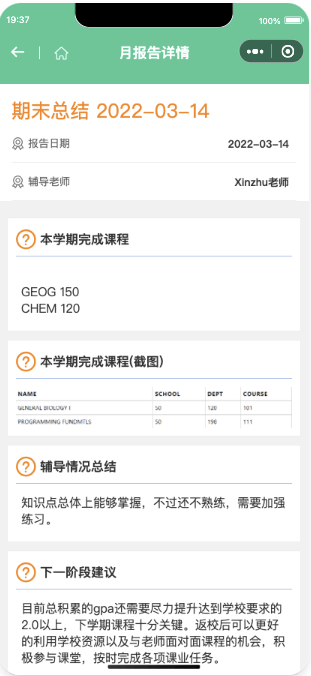 19:37
100%
月报告详情
期末总结 2022-03-14
报告日期 2022-03-14
辅导老师 Xinzhu老师
本学期完成课程
GEOG 150
CHEM 120
本学期完成课程(截图)
NAME SCHOOL DEPT COURSE
GENERAL BIOLOGY I 50 120 101
PROGRAMMING FUNDMTLS 50 198 111
辅导情况总结
知识点总体上能够掌握，不过还不熟练，需要加强
练习。
下一阶段建议
目前总积累的gpa还需要尽力提升达到学校要求的
2.0以上，下学期课程十分关键。返校后可以更好
的利用学校资源以及与老师面对面课程的机会，积
极参与课堂，按时完成各项课业任务。